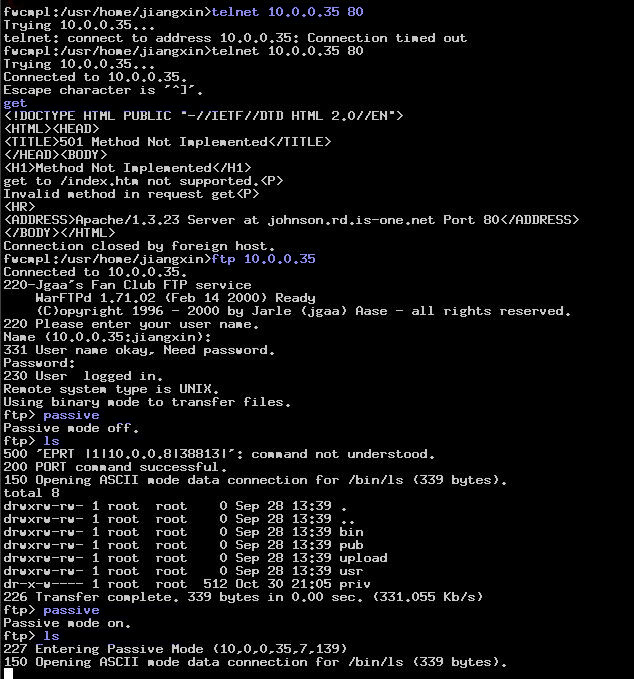 fwcmpl:/usr/home/jiangxin>telnet 10.0.0.35 80
Trying 10.0.0.35...
telnet: connect to address 10.0.0.35: Connection timed out
fwcmpl:/usr/home/jiangxin>telnet 10.0.0.35 80
Trying 10.0.0.35...
Connected to 10.0.0.35.
Escape character is '^]'.
get
<!DOCTYPE HTML PUBLIC "-//IETF//DTD HTML 2.0//EN">
<HTML><HEAD>
<TITLE>501 Method Not Implemented</TITLE>
</HEAD><BODY>
<H1>Method Not Implemented</H1>
get to /index.htm not supported.<P>
Invalid method in request get<P>
<HR>
<ADDRESS>Apache/1.3.23 Server at johnson.rd.is-one.net Port 80</ADDRESS>
</BODY></HTML>
Connection closed by foreign host.
fwcmpl:/usr/home/jiangxin>ftp 10.0.0.35
Connected to 10.0.0.35.
220-Jgaa's Fan Club FTP service
    WarFTPd 1.71.02 (Feb 14 2000) Ready
    (C)opyright 1996 - 2000 by Jarle (jgaa) Aase - all rights reserved.
220 Please enter your user name.
Name (10.0.0.35:jiangxin):
331 User name okay, Need password.
Password:
230 User  logged in.
Remote system type is UNIX.
Using binary mode to transfer files.
ftp> passive
Passive mode off.
ftp> ls
500 'EPRT |1|10.0.0.8|38813|': command not understood.
200 PORT command successful.
150 Opening ASCII mode data connection for /bin/ls (339 bytes).
total 8
drwxrw-rw- 1 root  root    0 Sep 28 13:39 .
drwxrw-rw- 1 root  root    0 Sep 28 13:39 ..
drwxrw-rw- 1 root  root    0 Sep 28 13:39 bin
drwxrw-rw- 1 root  root    0 Sep 28 13:39 pub
drwxrw-rw- 1 root  root    0 Sep 28 13:39 upload
drwxrw-rw- 1 root  root    0 Sep 28 13:39 usr
dr-x-w---- 1 root  root  512 Oct 30 21:05 priv
226 Transfer complete. 339 bytes in 0.00 sec. (331.055 Kb/s)
ftp> passive
Passive mode on.
ftp> ls
227 Entering Passive Mode (10,0,0,35,7,139)
150 Opening ASCII mode data connection for /bin/ls (339 bytes).